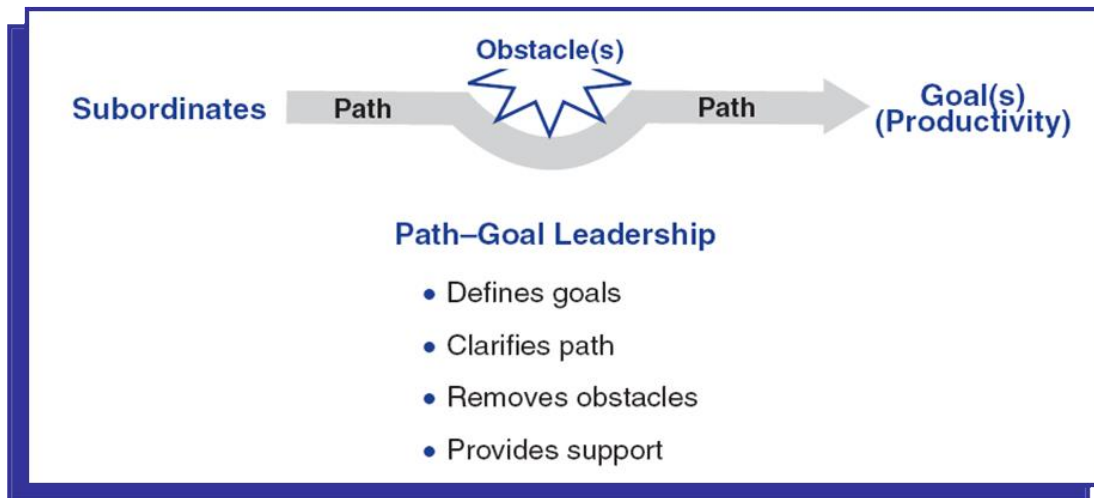 Obstacle(s)
Subordinates Path Path Goal(s)
(Productivity)
Path–Goal Leadership
• Defines goals
• Clarifies path
• Removes obstacles
• Provides support